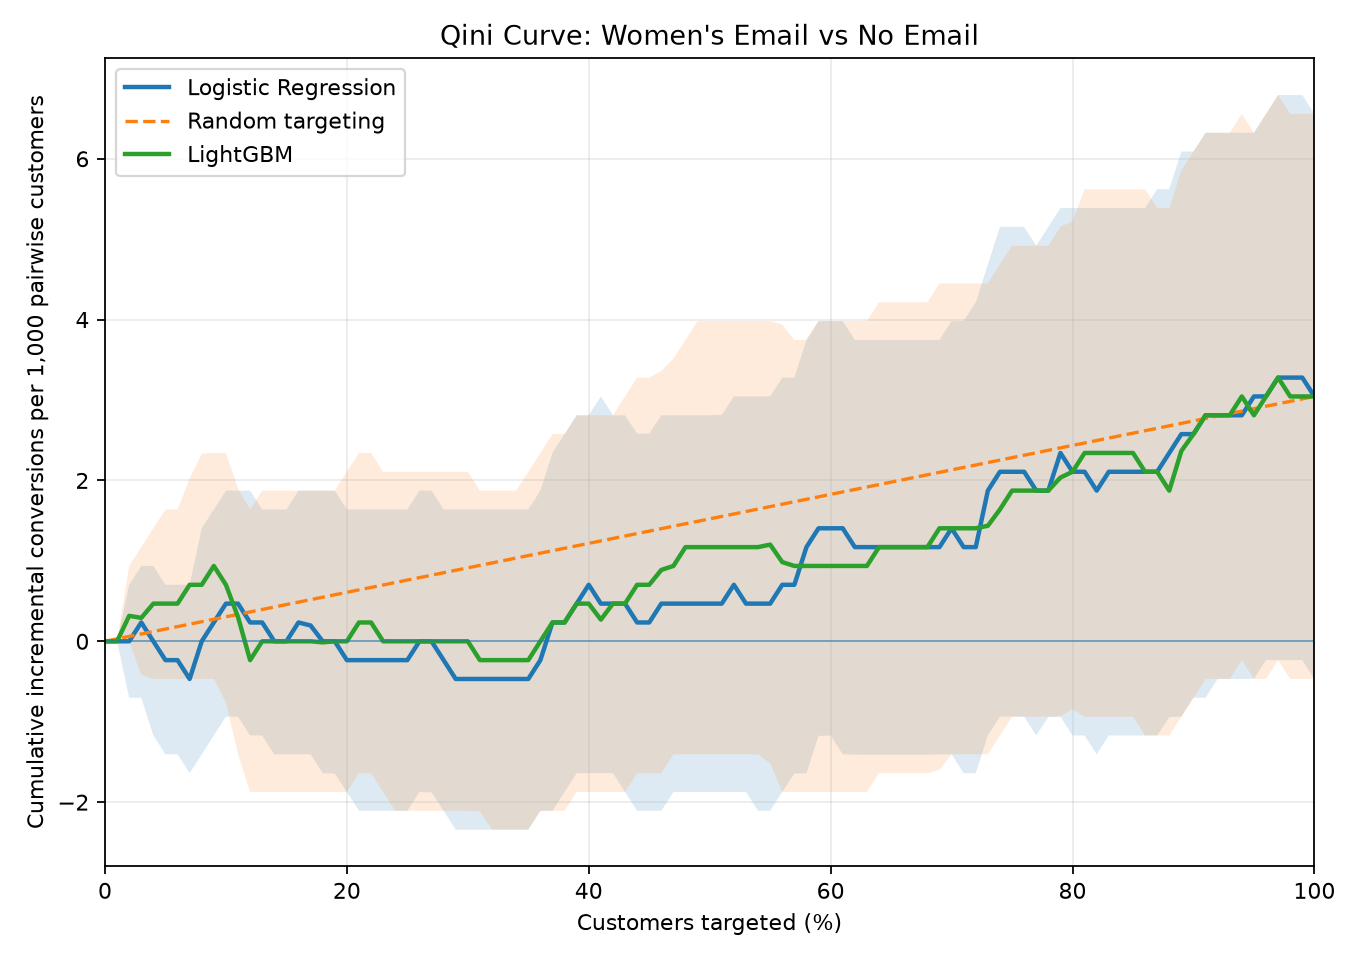 Qini Curve: Women's Email vs No Email
Logistic Regression
Random targeting
LightGBM
Cumulative incremental conversions per 1,000 pairwise customers
6
4
2
0
−2
0 20 40 60 80 100
Customers targeted (%)